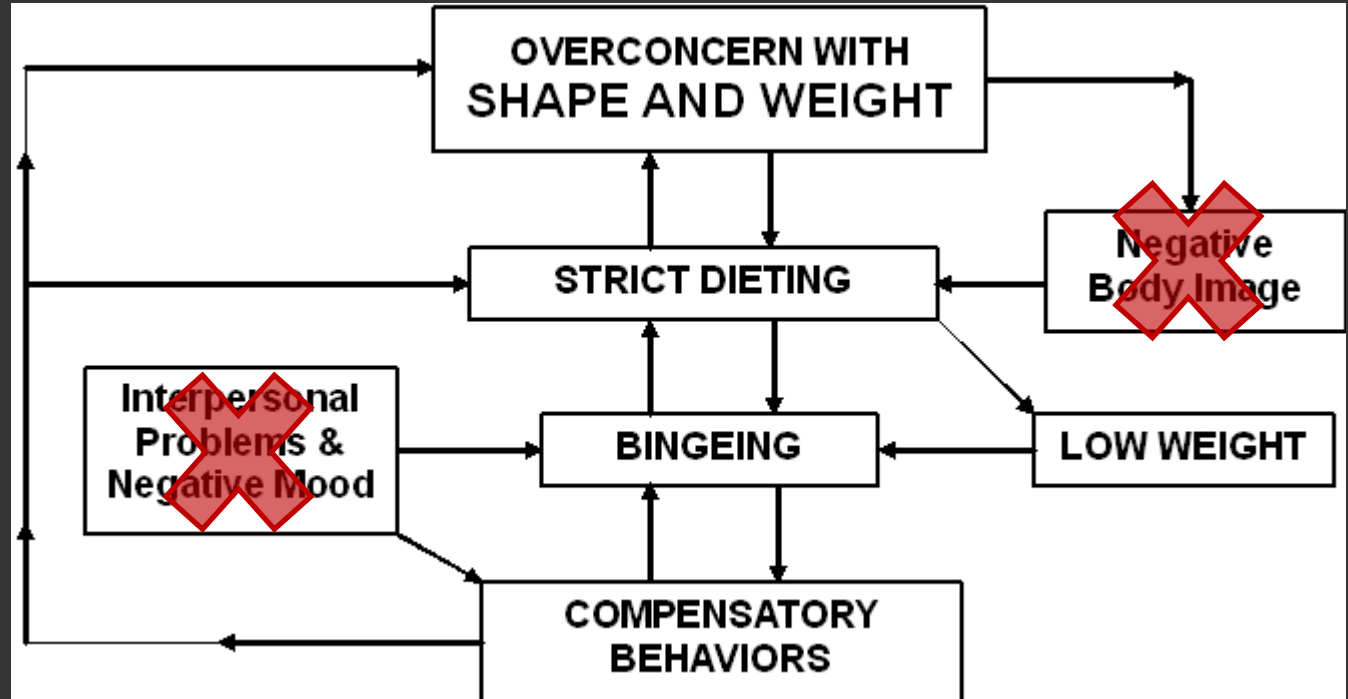 OVERCONCERN WITH
SHAPE AND WEIGHT
Negative
Body Image
STRICT DIETING
Interpersonal
Problems &
Negative Mood
BINGEING
LOW WEIGHT
COMPENSATORY
BEHAVIORS